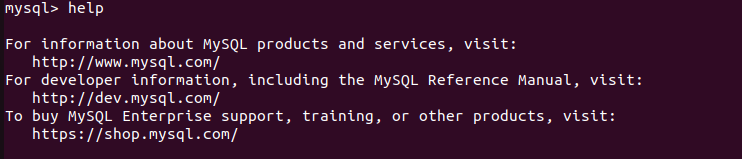 mysql> help
For information about MySQL products and services, visit:
http://www.mysql.com/
For developer information, including the MySQL Reference Manual, visit:
http://dev.mysql.com/
To buy MySQL Enterprise support, training, or other products, visit:
https://shop.mysql.com/